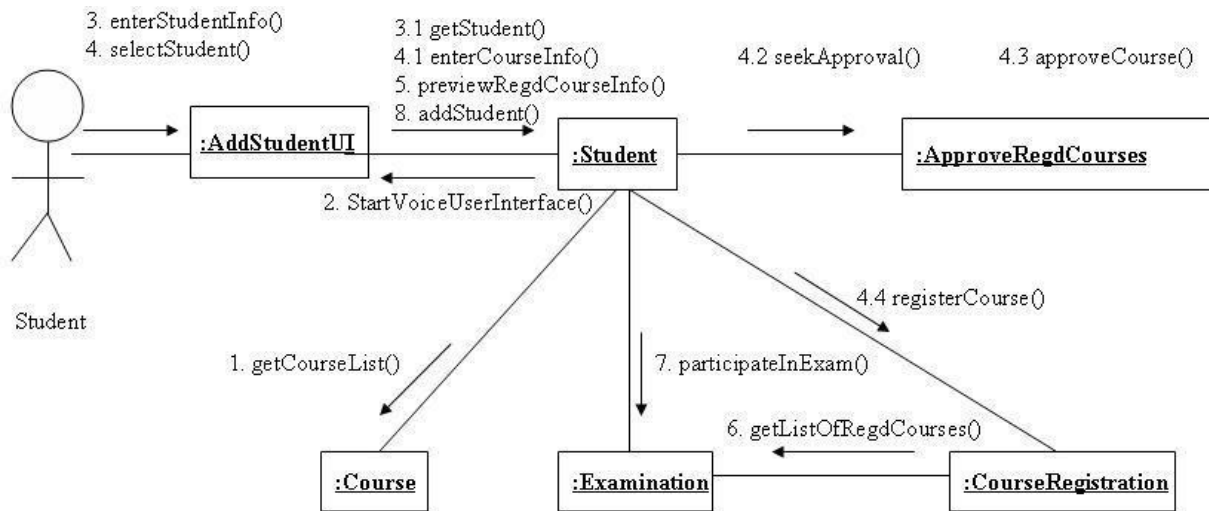 3. enterStudentInfo()
4. selectStudent()
3.1 getStudent()
4.1 enterCourseInfo()
5. previewRegdCourseInfo()
8. addStudent()
4.2 seekApproval()
4.3 approveCourse()
:AddStudentUI
:Student
:ApproveRegdCourses
2. StartVoiceUserInterface()
Student
4.4 registerCourse()
1. getCourseList()
7. participateInExam()
6. getListOfRegdCourses()
:Course
:Examination
:CourseRegistration